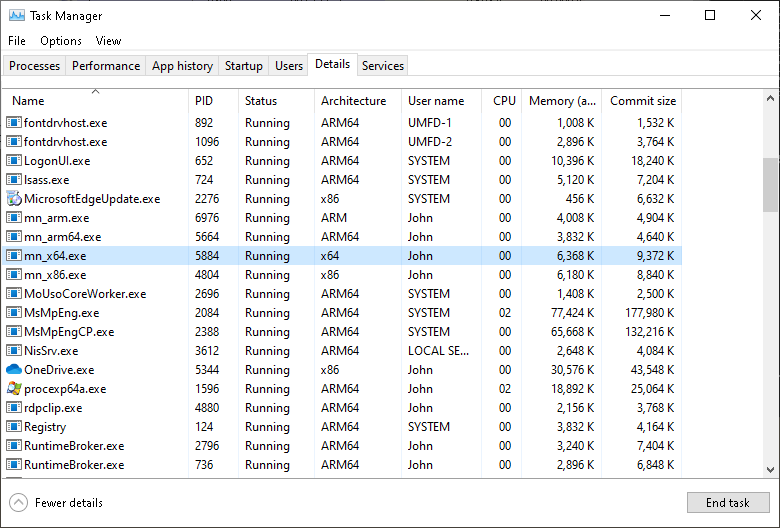 Task Manager
File Options View
Processes Performance App history Startup Users Details Services
Name PID Status Architecture User name CPU Memory (a... Commit size
fontdrvhost.exe 892 Running ARM64 UMFD-1 00 1,008 K 1,532 K
fontdrvhost.exe 1096 Running ARM64 UMFD-2 00 2,896 K 3,764 K
LogonUI.exe 652 Running ARM64 SYSTEM 00 10,396 K 18,240 K
lsass.exe 724 Running ARM64 SYSTEM 00 5,120 K 7,204 K
MicrosoftEdgeUpdate.exe 2276 Running x86 SYSTEM 00 456 K 6,632 K
mn_arm.exe 6976 Running ARM John 00 4,008 K 4,904 K
mn_arm64.exe 5664 Running ARM64 John 00 3,832 K 4,640 K
mn_x64.exe 5884 Running x64 John 00 6,368 K 9,372 K
mn_x86.exe 4804 Running x86 John 00 6,180 K 8,840 K
MoUsoCoreWorker.exe 2696 Running ARM64 SYSTEM 00 1,408 K 2,500 K
MsMpEng.exe 2084 Running ARM64 SYSTEM 02 77,424 K 177,980 K
MsMpEngCP.exe 2388 Running ARM64 SYSTEM 00 65,668 K 132,216 K
NisSrv.exe 3612 Running ARM64 LOCAL SE... 00 2,648 K 4,084 K
OneDrive.exe 5344 Running x86 John 00 30,576 K 43,548 K
procexp64a.exe 1596 Running ARM64 John 02 18,892 K 25,064 K
rdpclip.exe 4880 Running ARM64 John 00 2,156 K 3,768 K
Registry 124 Running ARM64 SYSTEM 00 3,832 K 4,164 K
RuntimeBroker.exe 2796 Running ARM64 John 00 3,240 K 7,404 K
RuntimeBroker.exe 736 Running ARM64 John 00 2,896 K 6,848 K
Fewer details End task